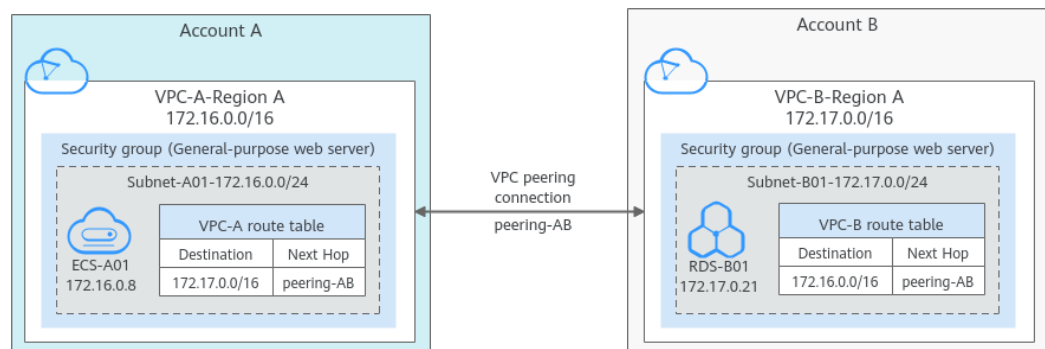 Account A
VPC-A-Region A
172.16.0.0/16
Security group (General-purpose web server)
Subnet-A01-172.16.0.0/24
ECS-A01
172.16.0.8
VPC-A route table
Destination Next Hop
172.17.0.0/16 peering-AB
VPC peering
connection
peering-AB
Account B
VPC-B-Region A
172.17.0.0/16
Security group (General-purpose web server)
Subnet-B01-172.17.0.0/24
RDS-B01
172.17.0.21
VPC-B route table
Destination Next Hop
172.16.0.0/16 peering-AB